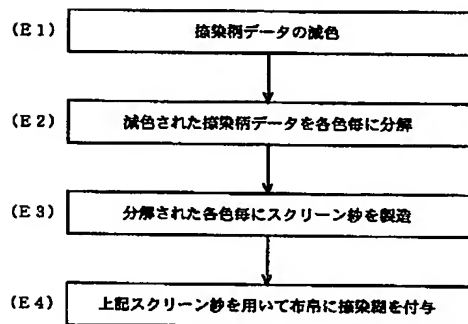 (E1) 捺染柄データの減色
(E2) 減色された捺染柄データを各色毎に分解
(E3) 分解された各色毎にスクリーン紗を製造
(E4) 上記スクリーン紗を用いて布帛に捺染糊を付与